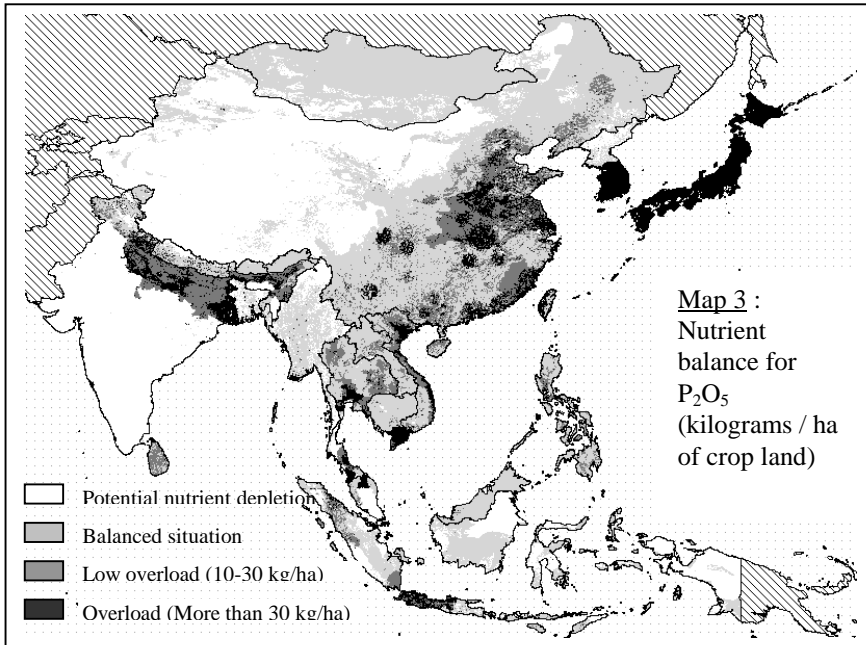 Map 3 :
Nutrient
balance for
P₂O₅
(kilograms / ha
of crop land)
Potential nutrient depletion
Balanced situation
Low overload (10-30 kg/ha)
Overload (More than 30 kg/ha)